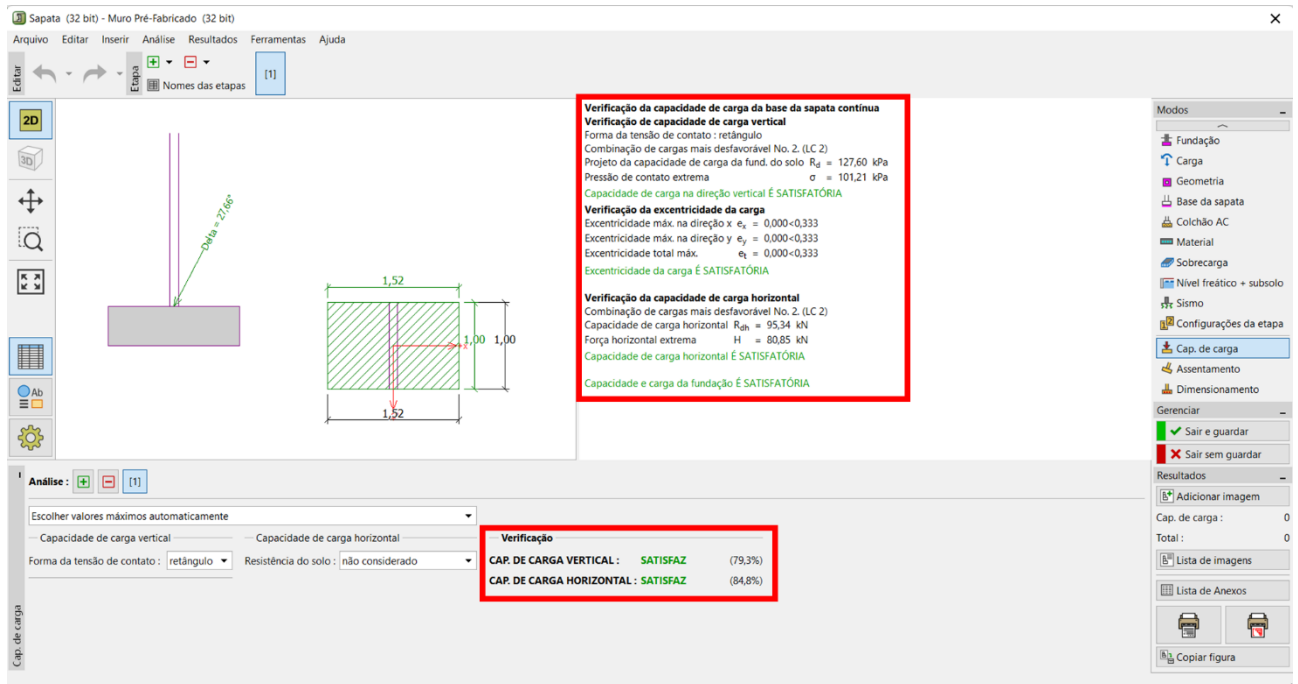 Sapata (32 bit) - Muro Pré-Fabricado (32 bit)
Arquivo Editar Inserir Análise Resultados Ferramentas Ajuda
Editar
Etapa
Nomes das etapas
[1]
2D
3D
Ab
Delta = 27,66°
1,52
1,00 1,00
x
1,52
Verificação da capacidade de carga da base da sapata contínua
Verificação de capacidade de carga vertical
Forma da tensão de contato : retângulo
Combinação de cargas mais desfavorável No. 2. (LC 2)
Projeto da capacidade de carga da fund. do solo Rd = 127,60 kPa
Pressão de contato extrema σ = 101,21 kPa
Capacidade de carga na direção vertical É SATISFATÓRIA
Verificação da excentricidade da carga
Excentricidade máx. na direção x ex = 0,000<0,333
Excentricidade máx. na direção y ey = 0,000<0,333
Excentricidade total máx. et = 0,000<0,333
Excentricidade da carga É SATISFATÓRIA
Verificação da capacidade de carga horizontal
Combinação de cargas mais desfavorável No. 2. (LC 2)
Capacidade de carga horizontal Rdh = 95,34 kN
Força horizontal extrema H = 80,85 kN
Capacidade de carga horizontal É SATISFATÓRIA
Capacidade e carga da fundação É SATISFATÓRIA
Modos
Fundação
Carga
Geometria
Base da sapata
Colchão AC
Material
Sobrecarga
Nível freático + subsolo
Sismo
Configurações da etapa
Cap. de carga
Assentamento
Dimensionamento
Gerenciar
Sair e guardar
Sair sem guardar
Resultados
Adicionar imagem
Cap. de carga : 0
Total : 0
Lista de imagens
Lista de Anexos
Copiar figura
Cap. de carga
Análise : [1]
Escolher valores máximos automaticamente
Capacidade de carga vertical
Forma da tensão de contato : retângulo
Capacidade de carga horizontal
Resistência do solo : não considerado
Verificação
CAP. DE CARGA VERTICAL : SATISFAZ (79,3%)
CAP. DE CARGA HORIZONTAL : SATISFAZ (84,8%)